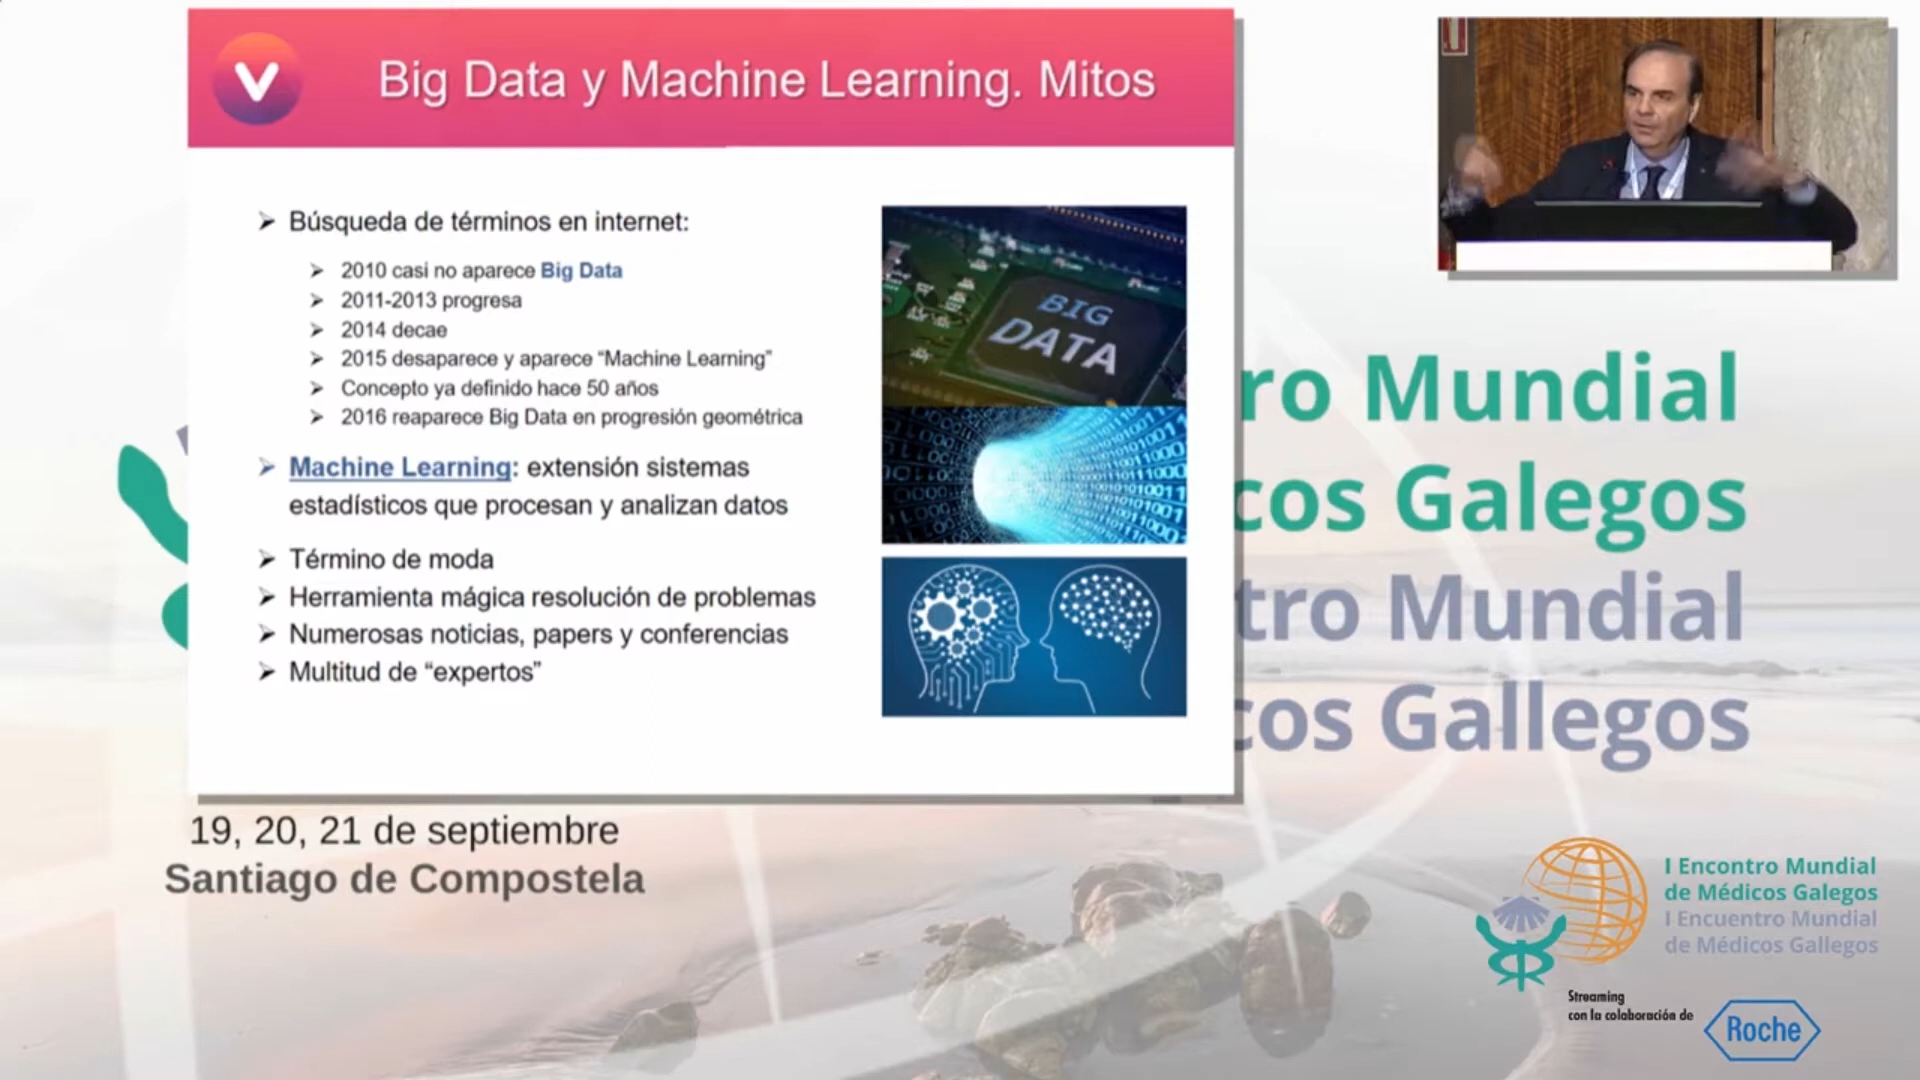 V
Big Data y Machine Learning. Mitos
Búsqueda de términos en internet:
2010 casi no aparece Big Data
2011-2013 progresa
2014 decae
2015 desaparece y aparece “Machine Learning”
Concepto ya definido hace 50 años
2016 reaparece Big Data en progresión geométrica
Machine Learning: extensión sistemas
estadísticos que procesan y analizan datos
Término de moda
Herramienta mágica resolución de problemas
Numerosas noticias, papers y conferencias
Multitud de “expertos”
BIG
DATA
ro Mundial
cos Galegos
tro Mundial
cos Gallegos
19, 20, 21 de septiembre
Santiago de Compostela
I Encontro Mundial
de Médicos Galegos
I Encuentro Mundial
de Médicos Gallegos
Streaming
con la colaboración de
Roche